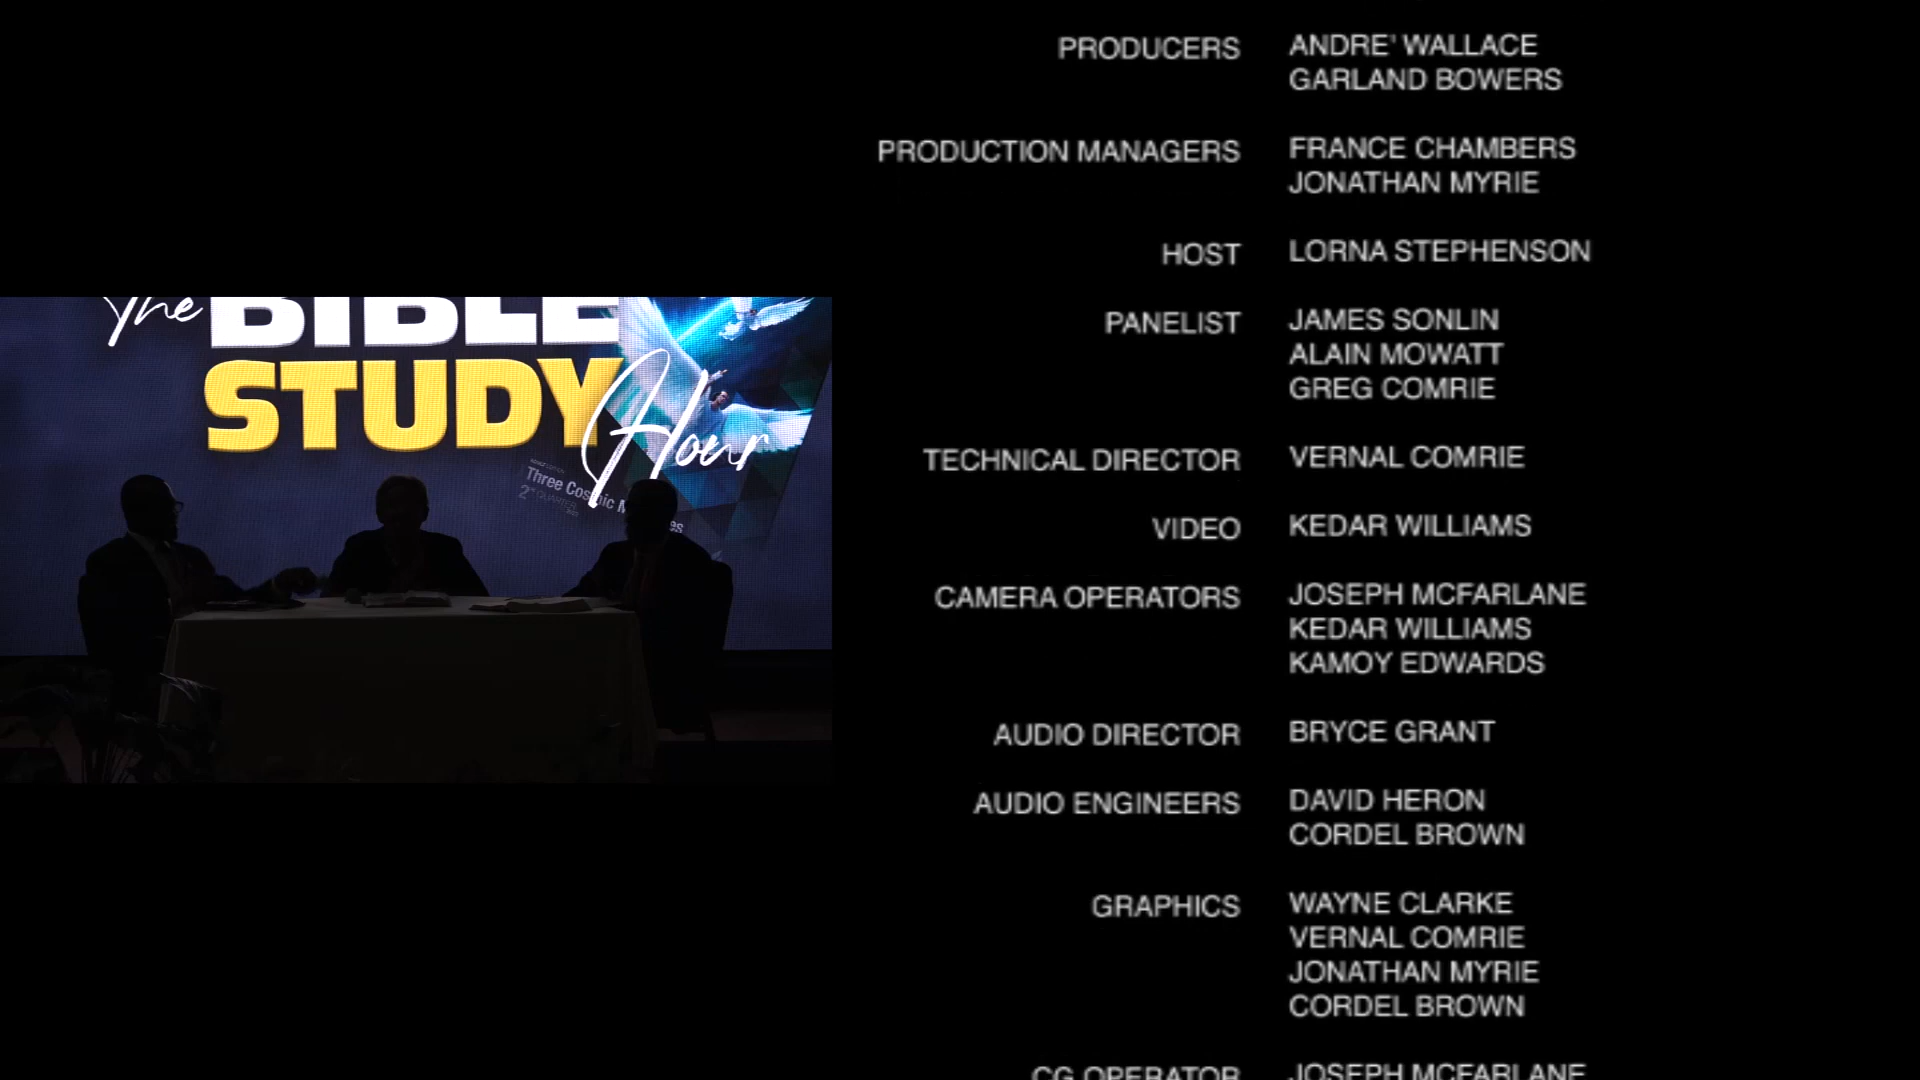 The BIBLE
STUDY
Hour
Three Cosmic
2ND QUARTER
PRODUCERS ANDRE' WALLACE
GARLAND BOWERS
PRODUCTION MANAGERS FRANCE CHAMBERS
JONATHAN MYRIE
HOST LORNA STEPHENSON
PANELIST JAMES SONLIN
ALAIN MOWATT
GREG COMRIE
TECHNICAL DIRECTOR VERNAL COMRIE
VIDEO KEDAR WILLIAMS
CAMERA OPERATORS JOSEPH MCFARLANE
KEDAR WILLIAMS
KAMOY EDWARDS
AUDIO DIRECTOR BRYCE GRANT
AUDIO ENGINEERS DAVID HERON
CORDEL BROWN
GRAPHICS WAYNE CLARKE
VERNAL COMRIE
JONATHAN MYRIE
CORDEL BROWN
CG OPERATOR JOSEPH MCFARLANE